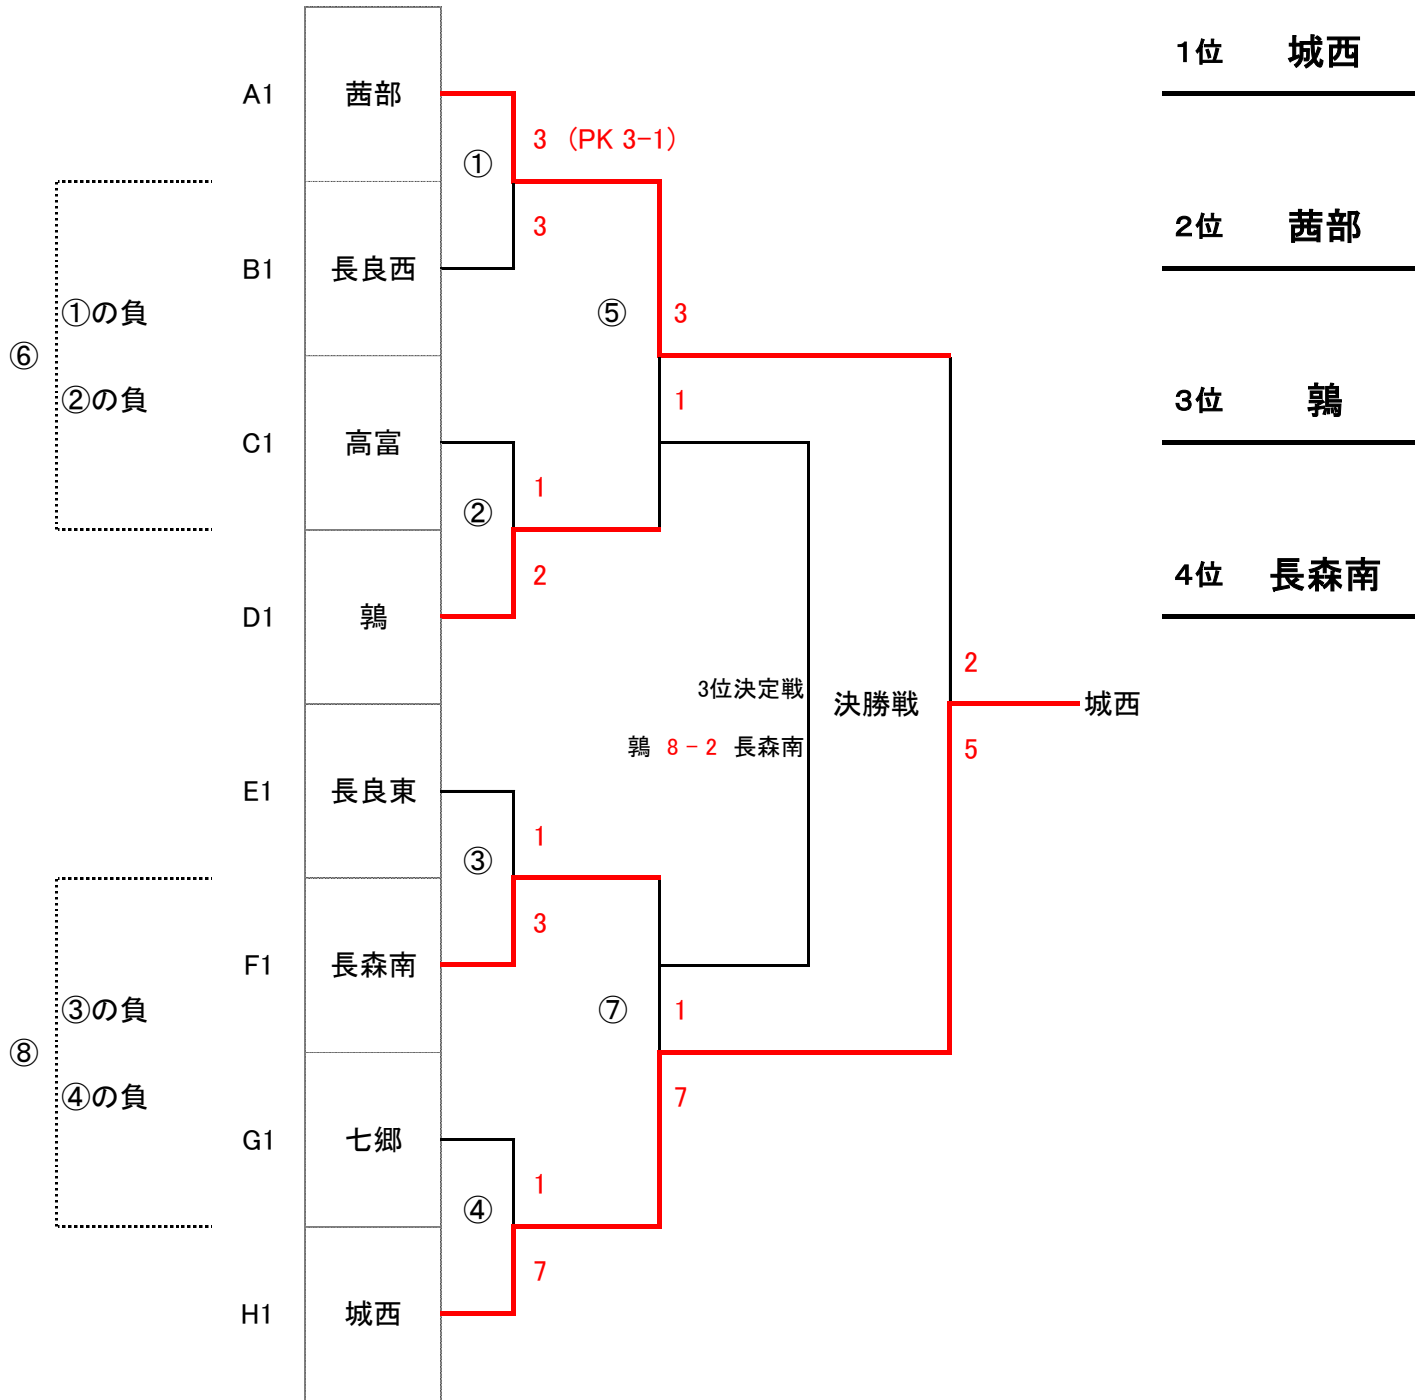 1位 城西
A1 茜部
3 (PK 3-1)
①
2位 茜部
3
B1 長良西
①の負
⑤
3
⑥
②の負
1
3位 鶉
C1 高富
1
②
2
4位 長森南
D1 鶉
2
3位決定戦
決勝戦
城西
鶉 8-2 長森南
5
E1 長良東
1
③
3
F1 長森南
③の負
⑦
1
⑧
④の負
7
G1 七郷
1
④
7
H1 城西